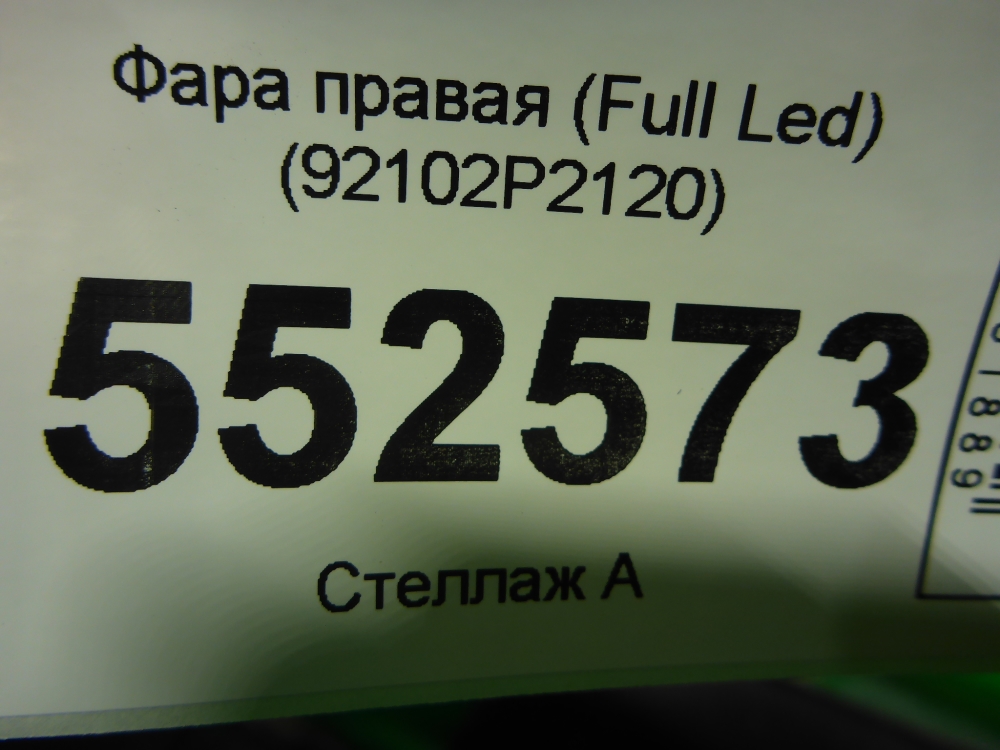 Фара правая (Full Led)
(92102P2120)
552573
Стеллаж А